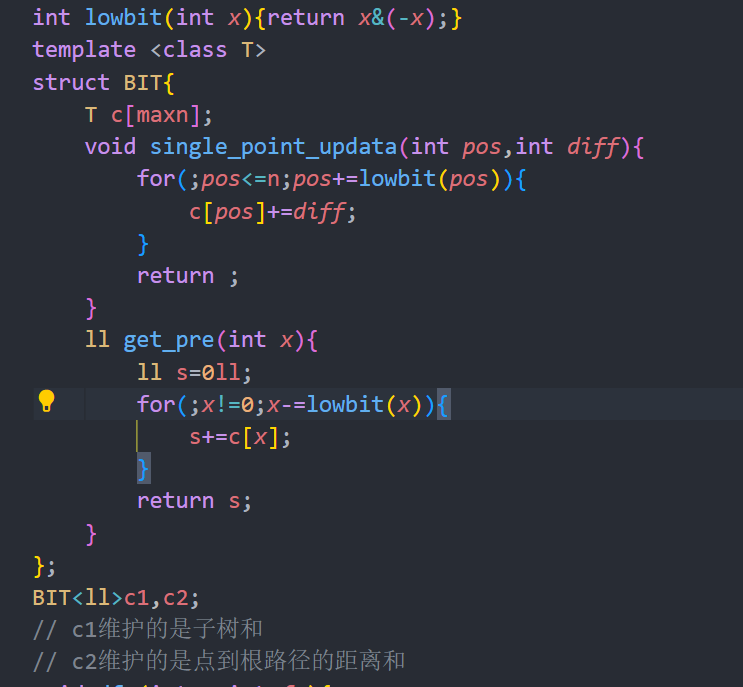 int lowbit(int x){return x&(-x);}
template <class T>
struct BIT{
    T c[maxn];
    void single_point_updata(int pos,int diff){
        for(;pos<=n;pos+=lowbit(pos)){
            c[pos]+=diff;
        }
        return ;
    }
    ll get_pre(int x){
        ll s=0ll;
        for(;x!=0;x-=lowbit(x)){
            s+=c[x];
        }
        return s;
    }
};
BIT<ll>c1,c2;
// c1维护的是子树和
// c2维护的是点到根路径的距离和